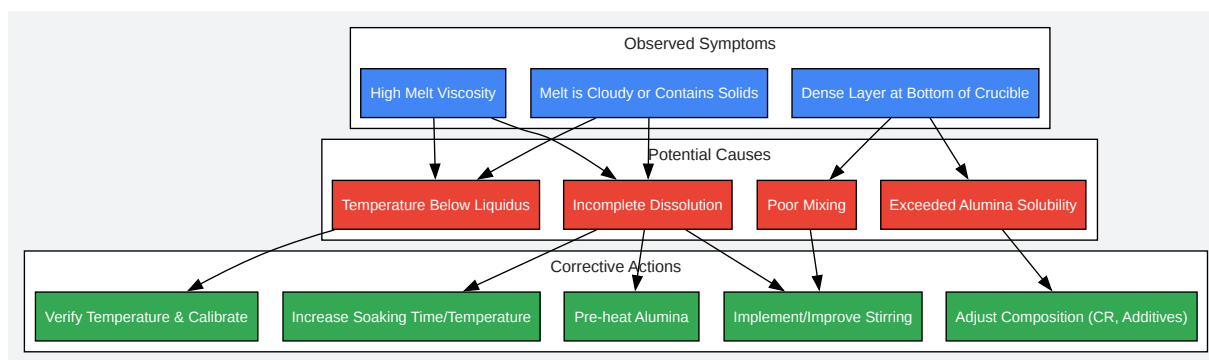 Observed Symptoms
High Melt Viscosity
Melt is Cloudy or Contains Solids
Dense Layer at Bottom of Crucible
Potential Causes
Temperature Below Liquidus
Incomplete Dissolution
Poor Mixing
Exceeded Alumina Solubility
Corrective Actions
Verify Temperature & Calibrate
Increase Soaking Time/Temperature
Pre-heat Alumina
Implement/Improve Stirring
Adjust Composition (CR, Additives)